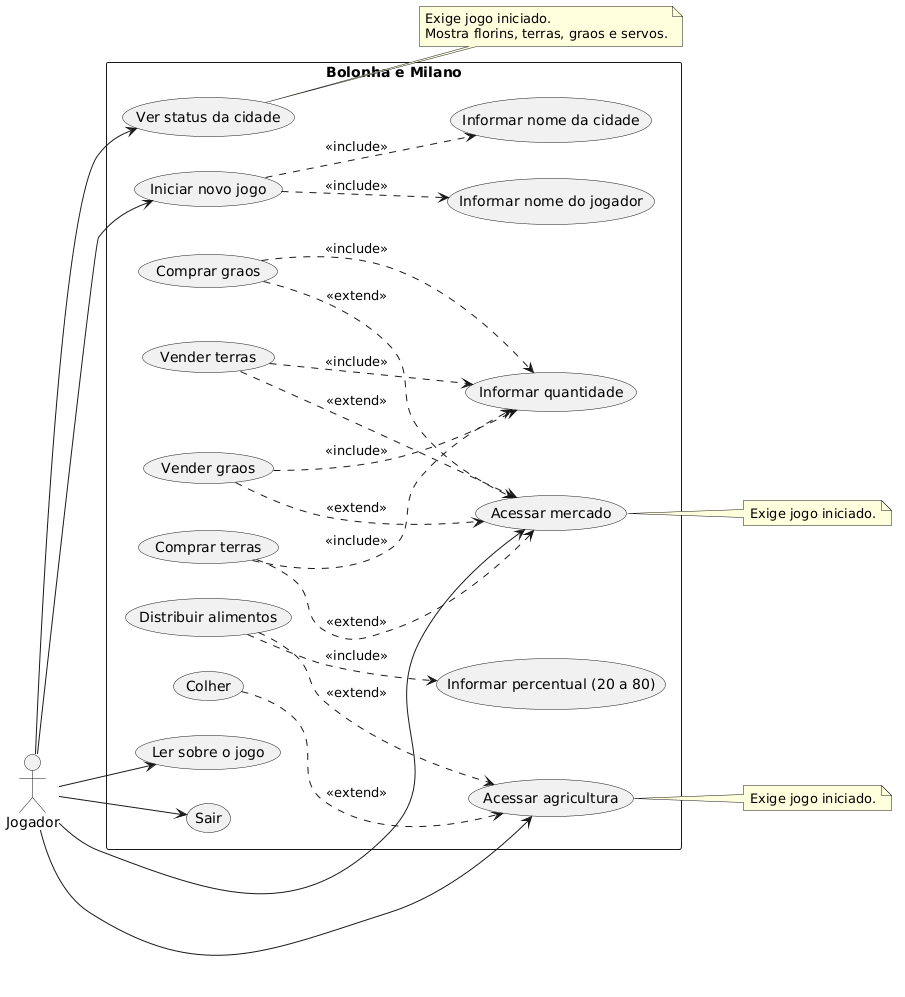 Exige jogo iniciado.
Mostra florins, terras, graos e servos.
Bolonha e Milano
Ver status da cidade
Informar nome da cidade
«include»
Iniciar novo jogo
«include»
Informar nome do jogador
Comprar graos
«include»
«extend»
Vender terras
«include»
Informar quantidade
«extend»
Vender graos
«include»
«extend»
Acessar mercado
Exige jogo iniciado.
Comprar terras
«include»
«extend»
Distribuir alimentos
«include»
Informar percentual (20 a 80)
Colher
«extend»
Ler sobre o jogo
«extend»
Acessar agricultura
Exige jogo iniciado.
Sair
Jogador